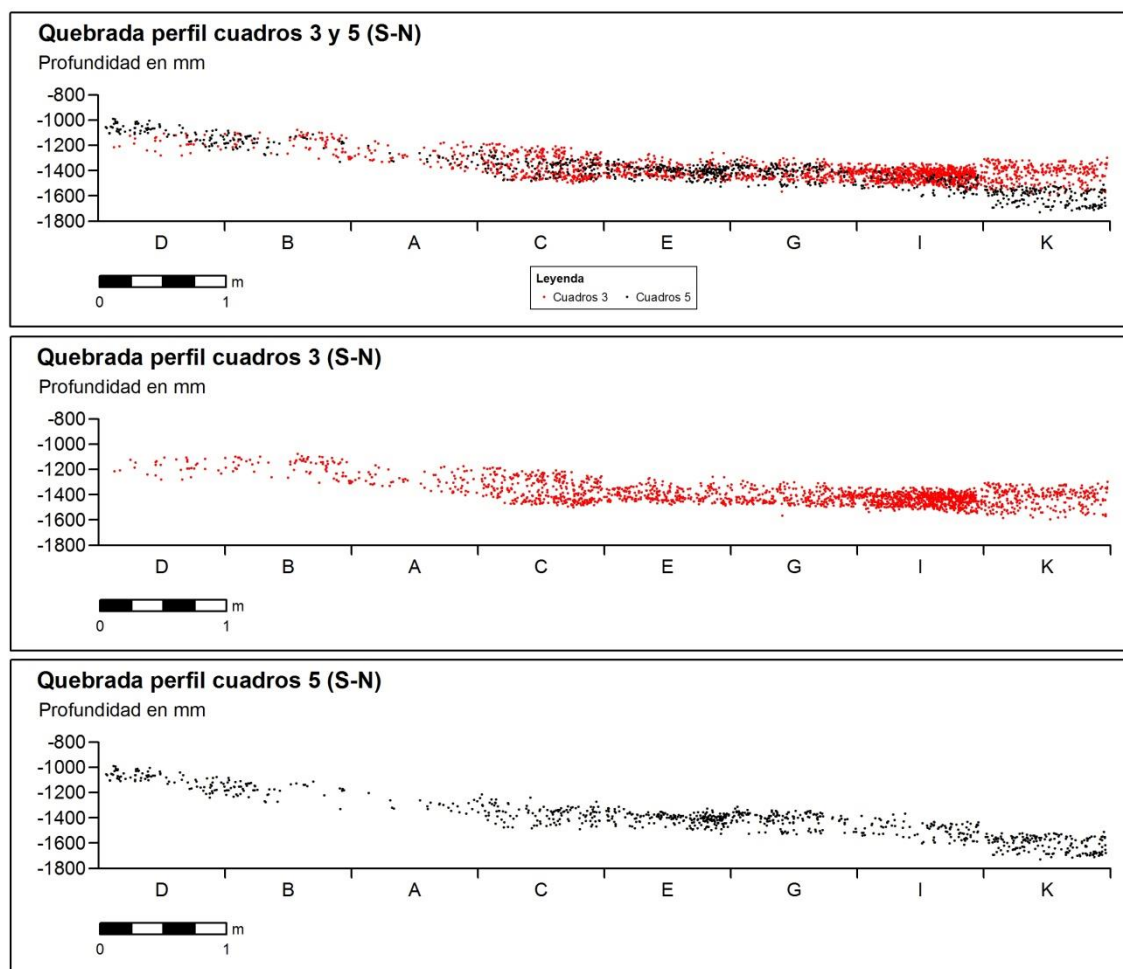 Quebrada perfil cuadros 3 y 5 (S-N)
Profundidad en mm
-800
-1000
-1200
-1400
-1600
-1800
D B A C E G I K
m
0 1
Leyenda
Cuadros 3 Cuadros 5
Quebrada perfil cuadros 3 (S-N)
Profundidad en mm
-800
-1000
-1200
-1400
-1600
-1800
D B A C E G I K
m
0 1
Quebrada perfil cuadros 5 (S-N)
Profundidad en mm
-800
-1000
-1200
-1400
-1600
-1800
D B A C E G I K
m
0 1